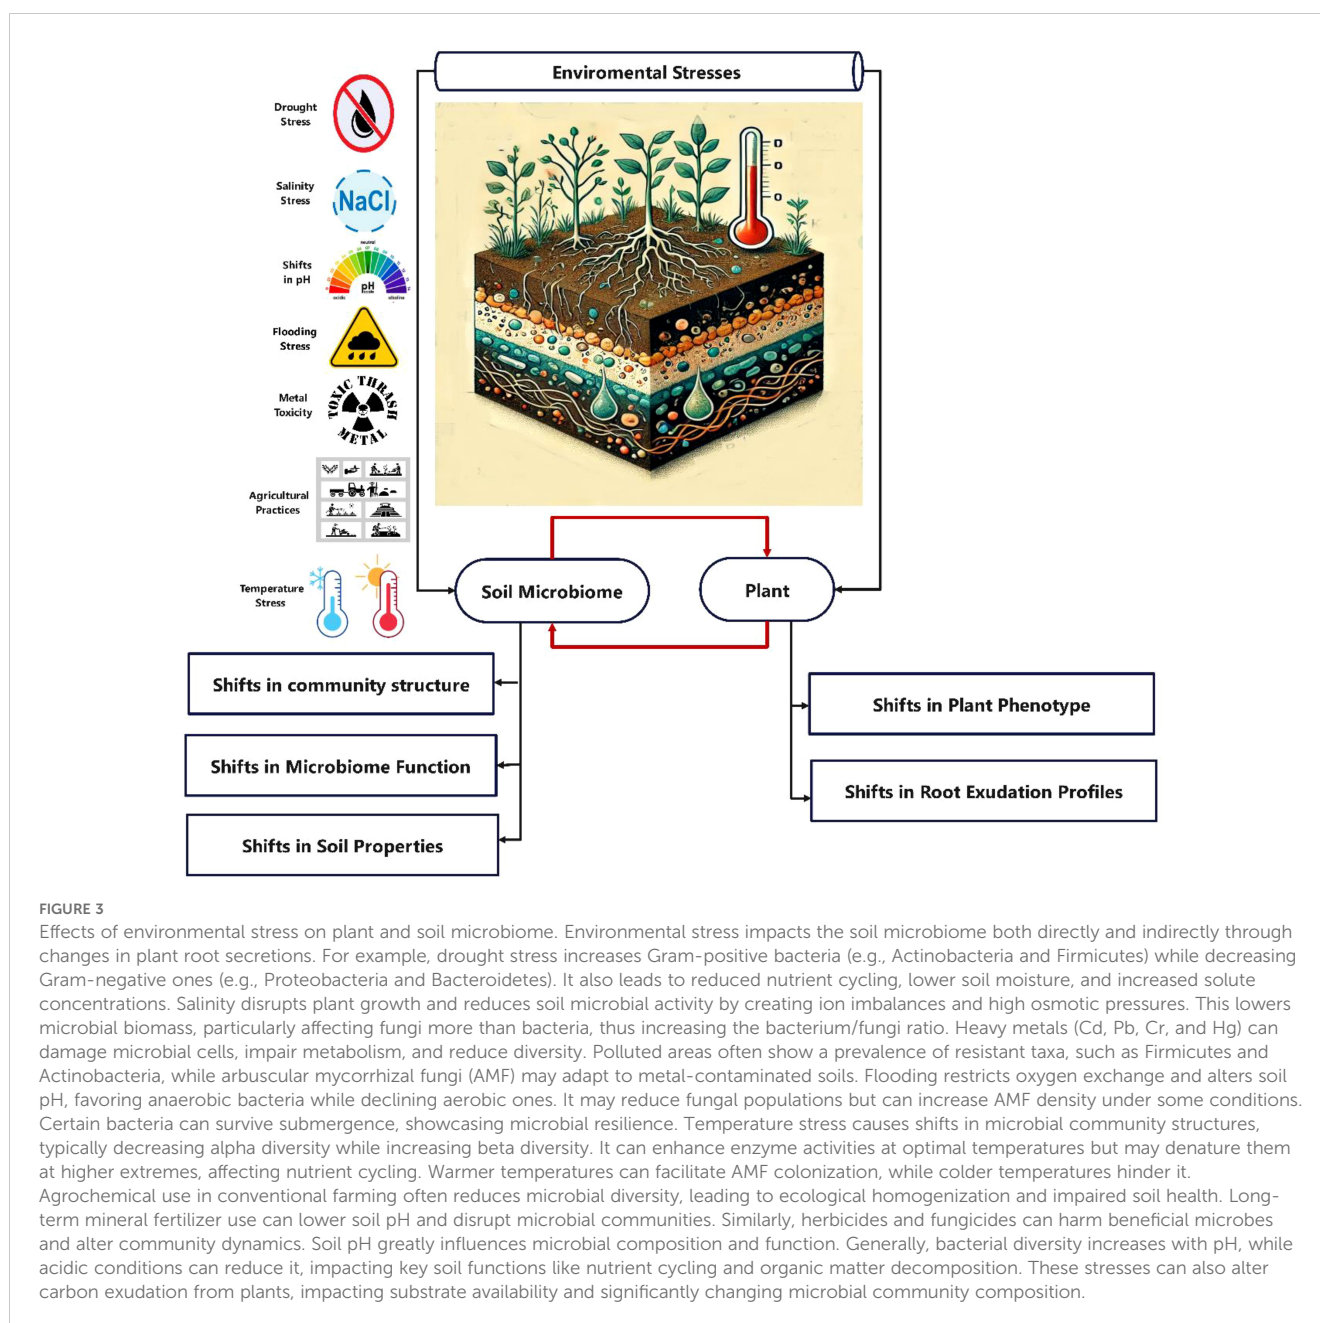 Enviromental Stresses
Drought
Stress
Salinity
Stress
NaCl
Shifts
in pH
neutral
pH
acidic
alkaline
Flooding
Stress
Metal
Toxicity
TOXIC THRASH
METAL
Agricultural
Practices
Temperature
Stress
Soil Microbiome
Plant
Shifts in community structure
Shifts in Microbiome Function
Shifts in Soil Properties
Shifts in Plant Phenotype
Shifts in Root Exudation Profiles
FIGURE 3
Effects of environmental stress on plant and soil microbiome. Environmental stress impacts the soil microbiome both directly and indirectly through
changes in plant root secretions. For example, drought stress increases Gram-positive bacteria (e.g., Actinobacteria and Firmicutes) while decreasing
Gram-negative ones (e.g., Proteobacteria and Bacteroidetes). It also leads to reduced nutrient cycling, lower soil moisture, and increased solute
concentrations. Salinity disrupts plant growth and reduces soil microbial activity by creating ion imbalances and high osmotic pressures. This lowers
microbial biomass, particularly affecting fungi more than bacteria, thus increasing the bacterium/fungi ratio. Heavy metals (Cd, Pb, Cr, and Hg) can
damage microbial cells, impair metabolism, and reduce diversity. Polluted areas often show a prevalence of resistant taxa, such as Firmicutes and
Actinobacteria, while arbuscular mycorrhizal fungi (AMF) may adapt to metal-contaminated soils. Flooding restricts oxygen exchange and alters soil
pH, favoring anaerobic bacteria while declining aerobic ones. It may reduce fungal populations but can increase AMF density under some conditions.
Certain bacteria can survive submergence, showcasing microbial resilience. Temperature stress causes shifts in microbial community structures,
typically decreasing alpha diversity while increasing beta diversity. It can enhance enzyme activities at optimal temperatures but may denature them
at higher extremes, affecting nutrient cycling. Warmer temperatures can facilitate AMF colonization, while colder temperatures hinder it.
Agrochemical use in conventional farming often reduces microbial diversity, leading to ecological homogenization and impaired soil health. Long-
term mineral fertilizer use can lower soil pH and disrupt microbial communities. Similarly, herbicides and fungicides can harm beneficial microbes
and alter community dynamics. Soil pH greatly influences microbial composition and function. Generally, bacterial diversity increases with pH, while
acidic conditions can reduce it, impacting key soil functions like nutrient cycling and organic matter decomposition. These stresses can also alter
carbon exudation from plants, impacting substrate availability and significantly changing microbial community composition.